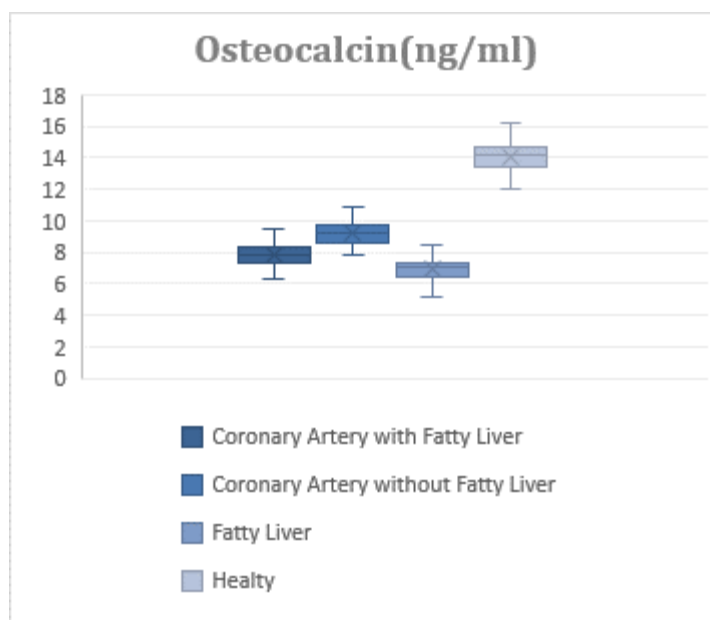 Osteocalcin(ng/ml)
18
16
14
12
10
8
6
4
2
0
Coronary Artery with Fatty Liver
Coronary Artery without Fatty Liver
Fatty Liver
Healty